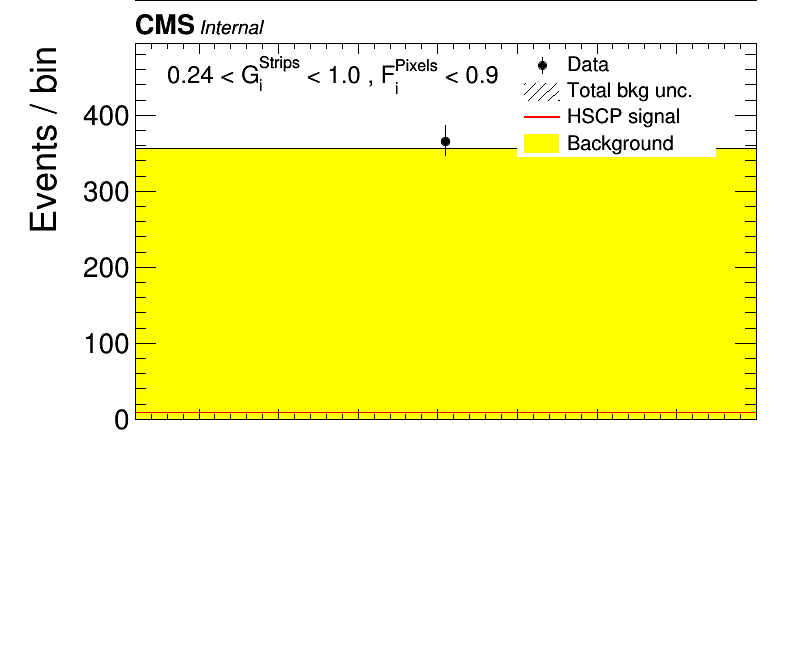 CMS Internal
Events / bin
0.24 < G_i^Strips < 1.0 , F_i^Pixels < 0.9
Data
Total bkg unc.
HSCP signal
Background
400
300
200
100
0